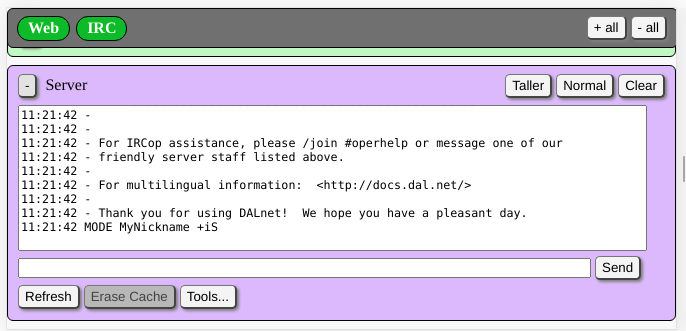 Web IRC + all - all
- Server Taller Normal Clear
11:21:42 -
11:21:42 -
11:21:42 - For IRCop assistance, please /join #operhelp or message one of our
11:21:42 - friendly server staff listed above.
11:21:42 -
11:21:42 - For multilingual information:  <http://docs.dal.net/>
11:21:42 -
11:21:42 - Thank you for using DALnet!  We hope you have a pleasant day.
11:21:42 MODE MyNickname +iS
Send
Refresh Erase Cache Tools...